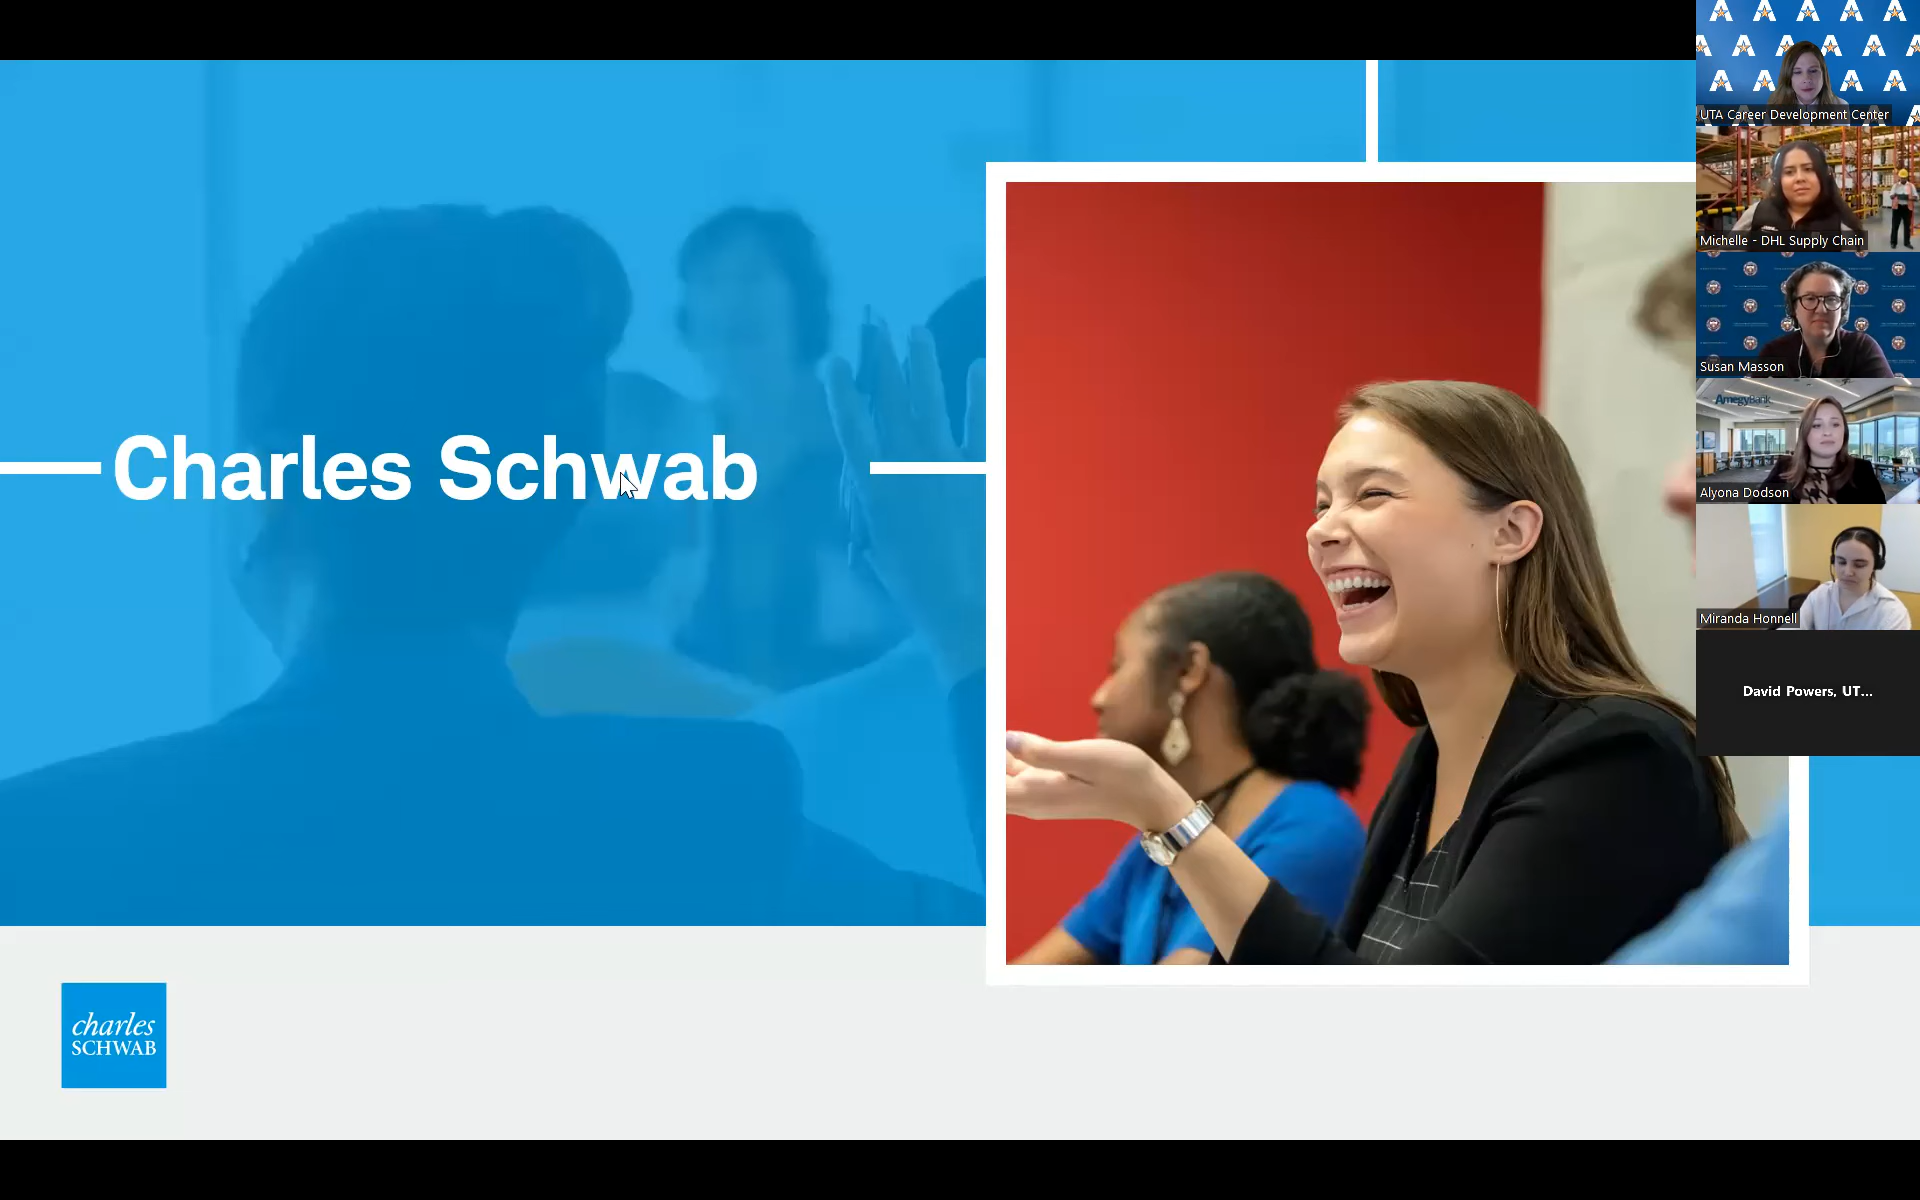 Charles Schwab
charles
SCHWAB
UTA Career Development Center
Michelle - DHL Supply Chain
Susan Masson
AmegyBank
Alyona Dodson
Miranda Honnell
David Powers, UT...